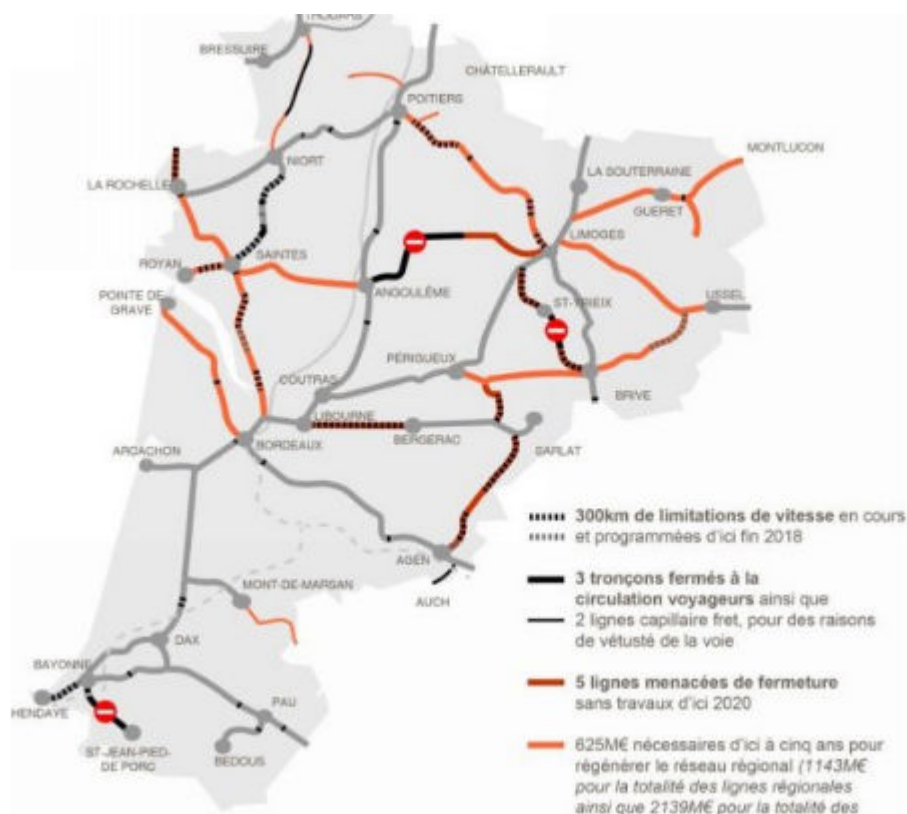 THOUARS
BRESSUIRE
CHÂTELLERAULT
POITIERS
NIORT
MONTLUCON
LA SOUTERRAINE
LA ROCHELLE
GUERET
LIMOGES
SAINTES
ROYAN
ANGOULÊME
POINTE DE
GRAVE
ST-YRIEIX
USSEL
PÉRIGUEUX
COUTRAS
BRIVE
LIBOURNE
BERGERAC
BORDEAUX
SARLAT
ARCACHON
300km de limitations de vitesse en cours
et programmées d'ici fin 2018
AGEN
3 tronçons fermés à la
circulation voyageurs ainsi que
2 lignes capillaire fret, pour des raisons
de vétusté de la voie
MONT-DE-MARSAN
AUCH
DAX
BAYONNE
5 lignes menacées de fermeture
sans travaux d'ici 2020
PAU
HENDAYE
ST-JEAN-PIED-
DE PORC
BEDOUS
625M€ nécessaires d'ici à cinq ans pour
régénérer le réseau régional (1143M€
pour la totalité des lignes régionales
ainsi que 2139M€ pour la totalité des